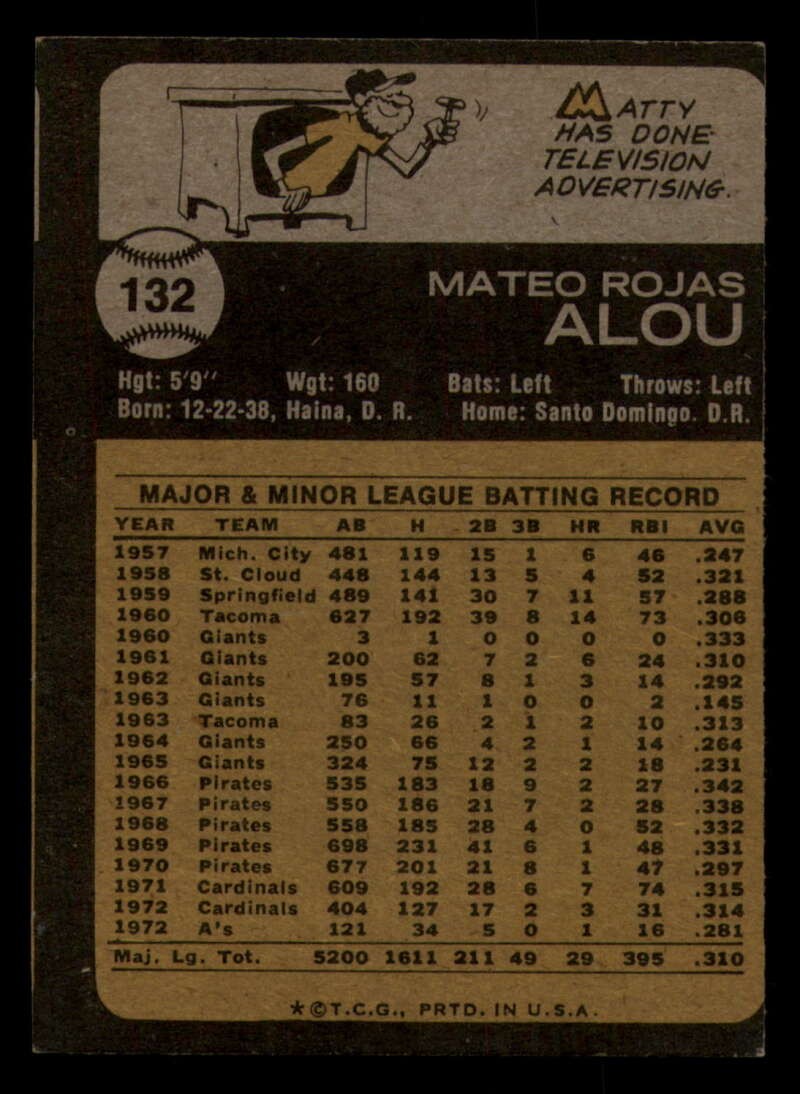 MATTY
HAS DONE
TELEVISION
ADVERTISING.
132
MATEO ROJAS
ALOU
Hgt: 5'9" Wgt: 160 Bats: Left Throws: Left
Born: 12-22-38, Haina, D. R. Home: Santo Domingo. D.R.
MAJOR & MINOR LEAGUE BATTING RECORD
YEAR TEAM AB H 2B 3B HR RBI AVG
1957 Mich. City 481 119 15 1 6 46 .247
1958 St. Cloud 448 144 13 5 4 52 .321
1959 Springfield 489 141 30 7 11 57 .288
1960 Tacoma 627 192 39 8 14 73 .306
1960 Giants 3 1 0 0 0 0 .333
1961 Giants 200 62 7 2 6 24 .310
1962 Giants 195 57 8 1 3 14 .292
1963 Giants 76 11 1 0 0 2 .145
1963 Tacoma 83 26 2 1 2 10 .313
1964 Giants 250 66 4 2 1 14 .264
1965 Giants 324 75 12 2 2 18 .231
1966 Pirates 535 183 18 9 2 27 .342
1967 Pirates 550 186 21 7 2 28 .338
1968 Pirates 558 185 28 4 0 52 .332
1969 Pirates 698 231 41 6 1 48 .331
1970 Pirates 677 201 21 8 1 47 .297
1971 Cardinals 609 192 28 6 7 74 .315
1972 Cardinals 404 127 17 2 3 31 .314
1972 A's 121 34 5 0 1 16 .281
Maj. Lg. Tot. 5200 1611 211 49 29 395 .310
*©T.C.G., PRTD. IN U.S.A.